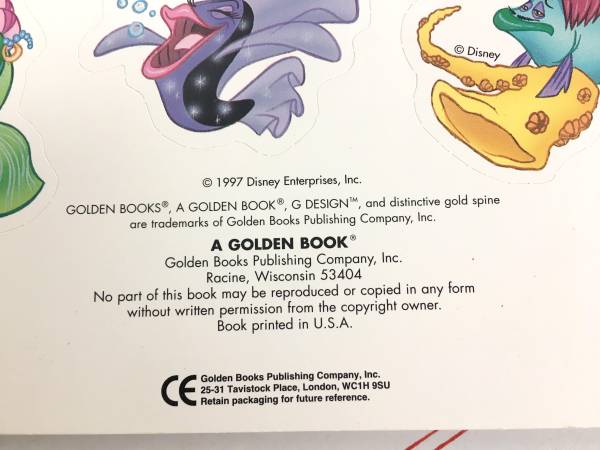 © Disney
© 1997 Disney Enterprises, Inc.
GOLDEN BOOKS®, A GOLDEN BOOK®, G DESIGN™, and distinctive gold spine
are trademarks of Golden Books Publishing Company, Inc.
A GOLDEN BOOK®
Golden Books Publishing Company, Inc.
Racine, Wisconsin 53404
No part of this book may be reproduced or copied in any form
without written permission from the copyright owner.
Book printed in U.S.A.
CE
Golden Books Publishing Company, Inc.
25-31 Tavistock Place, London, WC1H 9SU
Retain packaging for future reference.